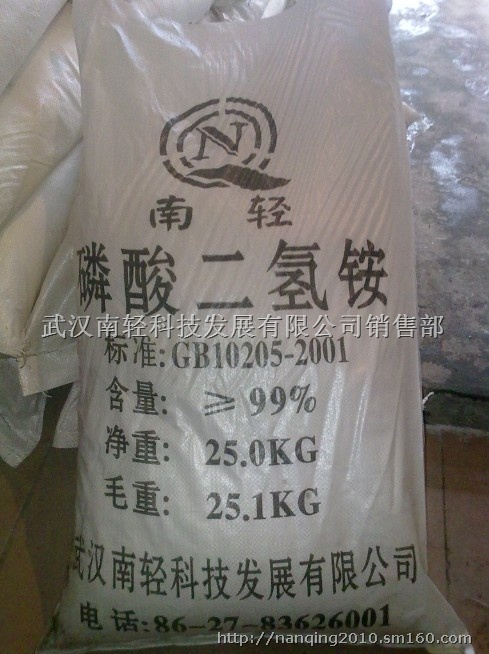 N
南轻
磷酸二氢铵
武汉南轻科技发展有限公司销售部
标准:GB10205-2001
含量: ≥99%
净重: 25.0KG
毛重: 25.1KG
武汉南轻科技发展有限公司
电话:86-27-83626001
http://nanqing2010.sm160.com